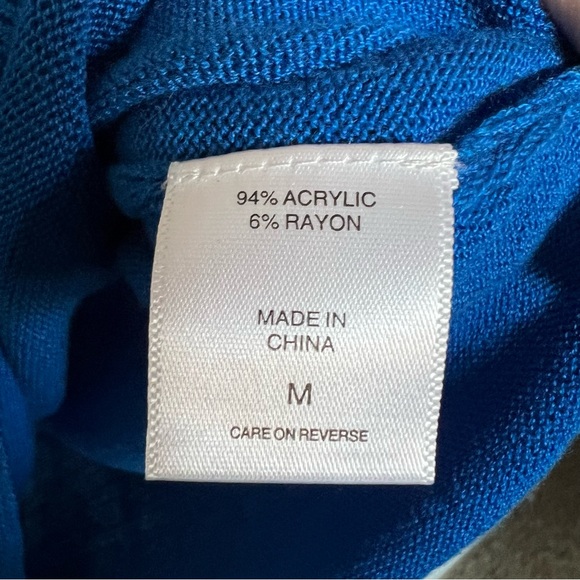 94% ACRYLIC
6% RAYON
MADE IN
CHINA
M
CARE ON REVERSE